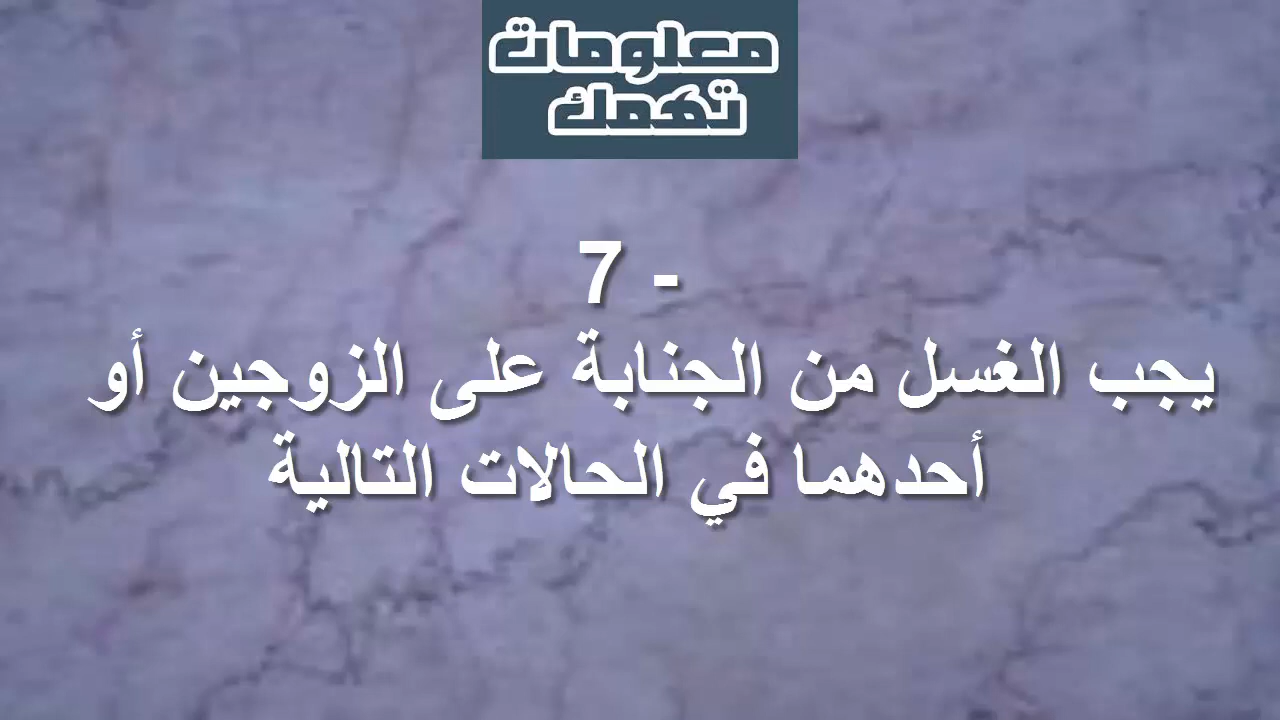 معلومات
تهمك
7 -
يجب الغسل من الجنابة على الزوجين أو
أحدهما في الحالات التالية